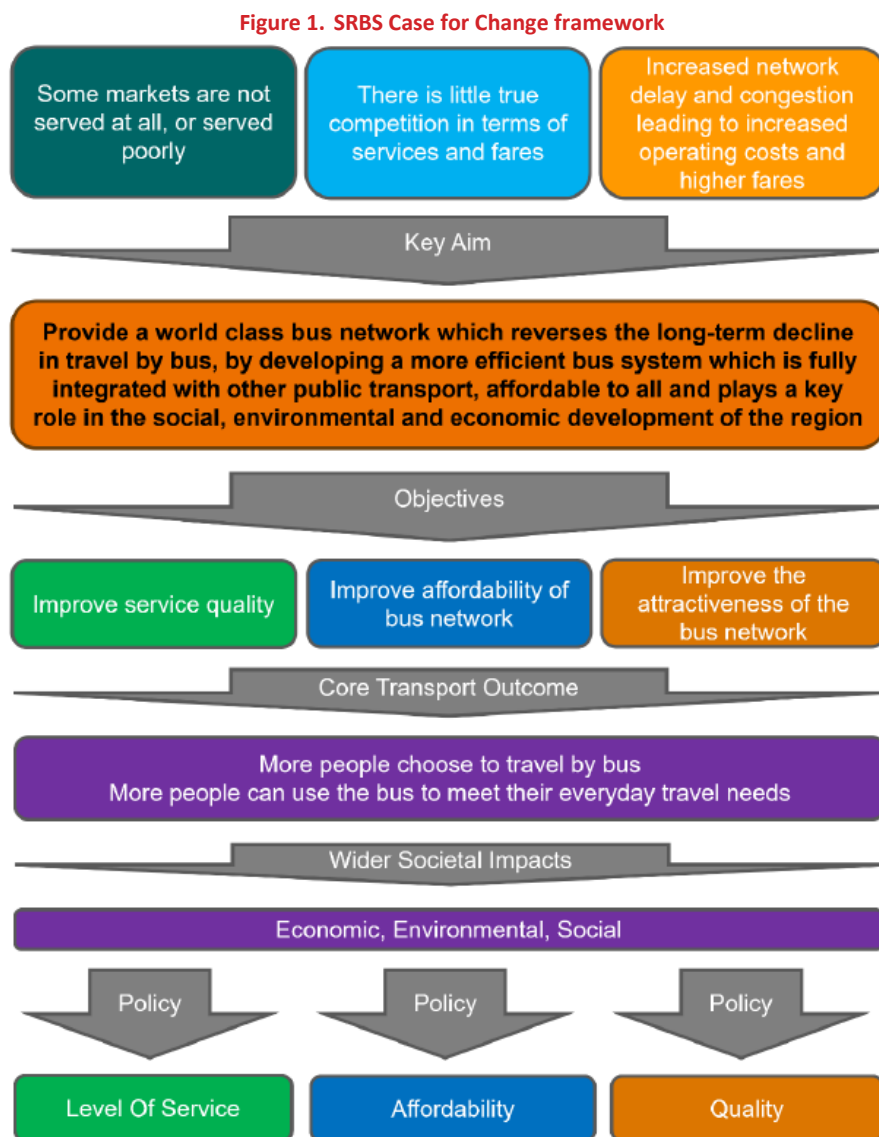 Figure 1. SRBS Case for Change framework
Some markets are not
served at all, or served
poorly
There is little true
competition in terms of
services and fares
Increased network
delay and congestion
leading to increased
operating costs and
higher fares
Key Aim
Provide a world class bus network which reverses the long-term decline
in travel by bus, by developing a more efficient bus system which is fully
integrated with other public transport, affordable to all and plays a key
role in the social, environmental and economic development of the region
Objectives
Improve service quality
Improve affordability of
bus network
Improve the
attractiveness of the
bus network
Core Transport Outcome
More people choose to travel by bus
More people can use the bus to meet their everyday travel needs
Wider Societal Impacts
Economic, Environmental, Social
Policy
Policy
Policy
Level Of Service
Affordability
Quality